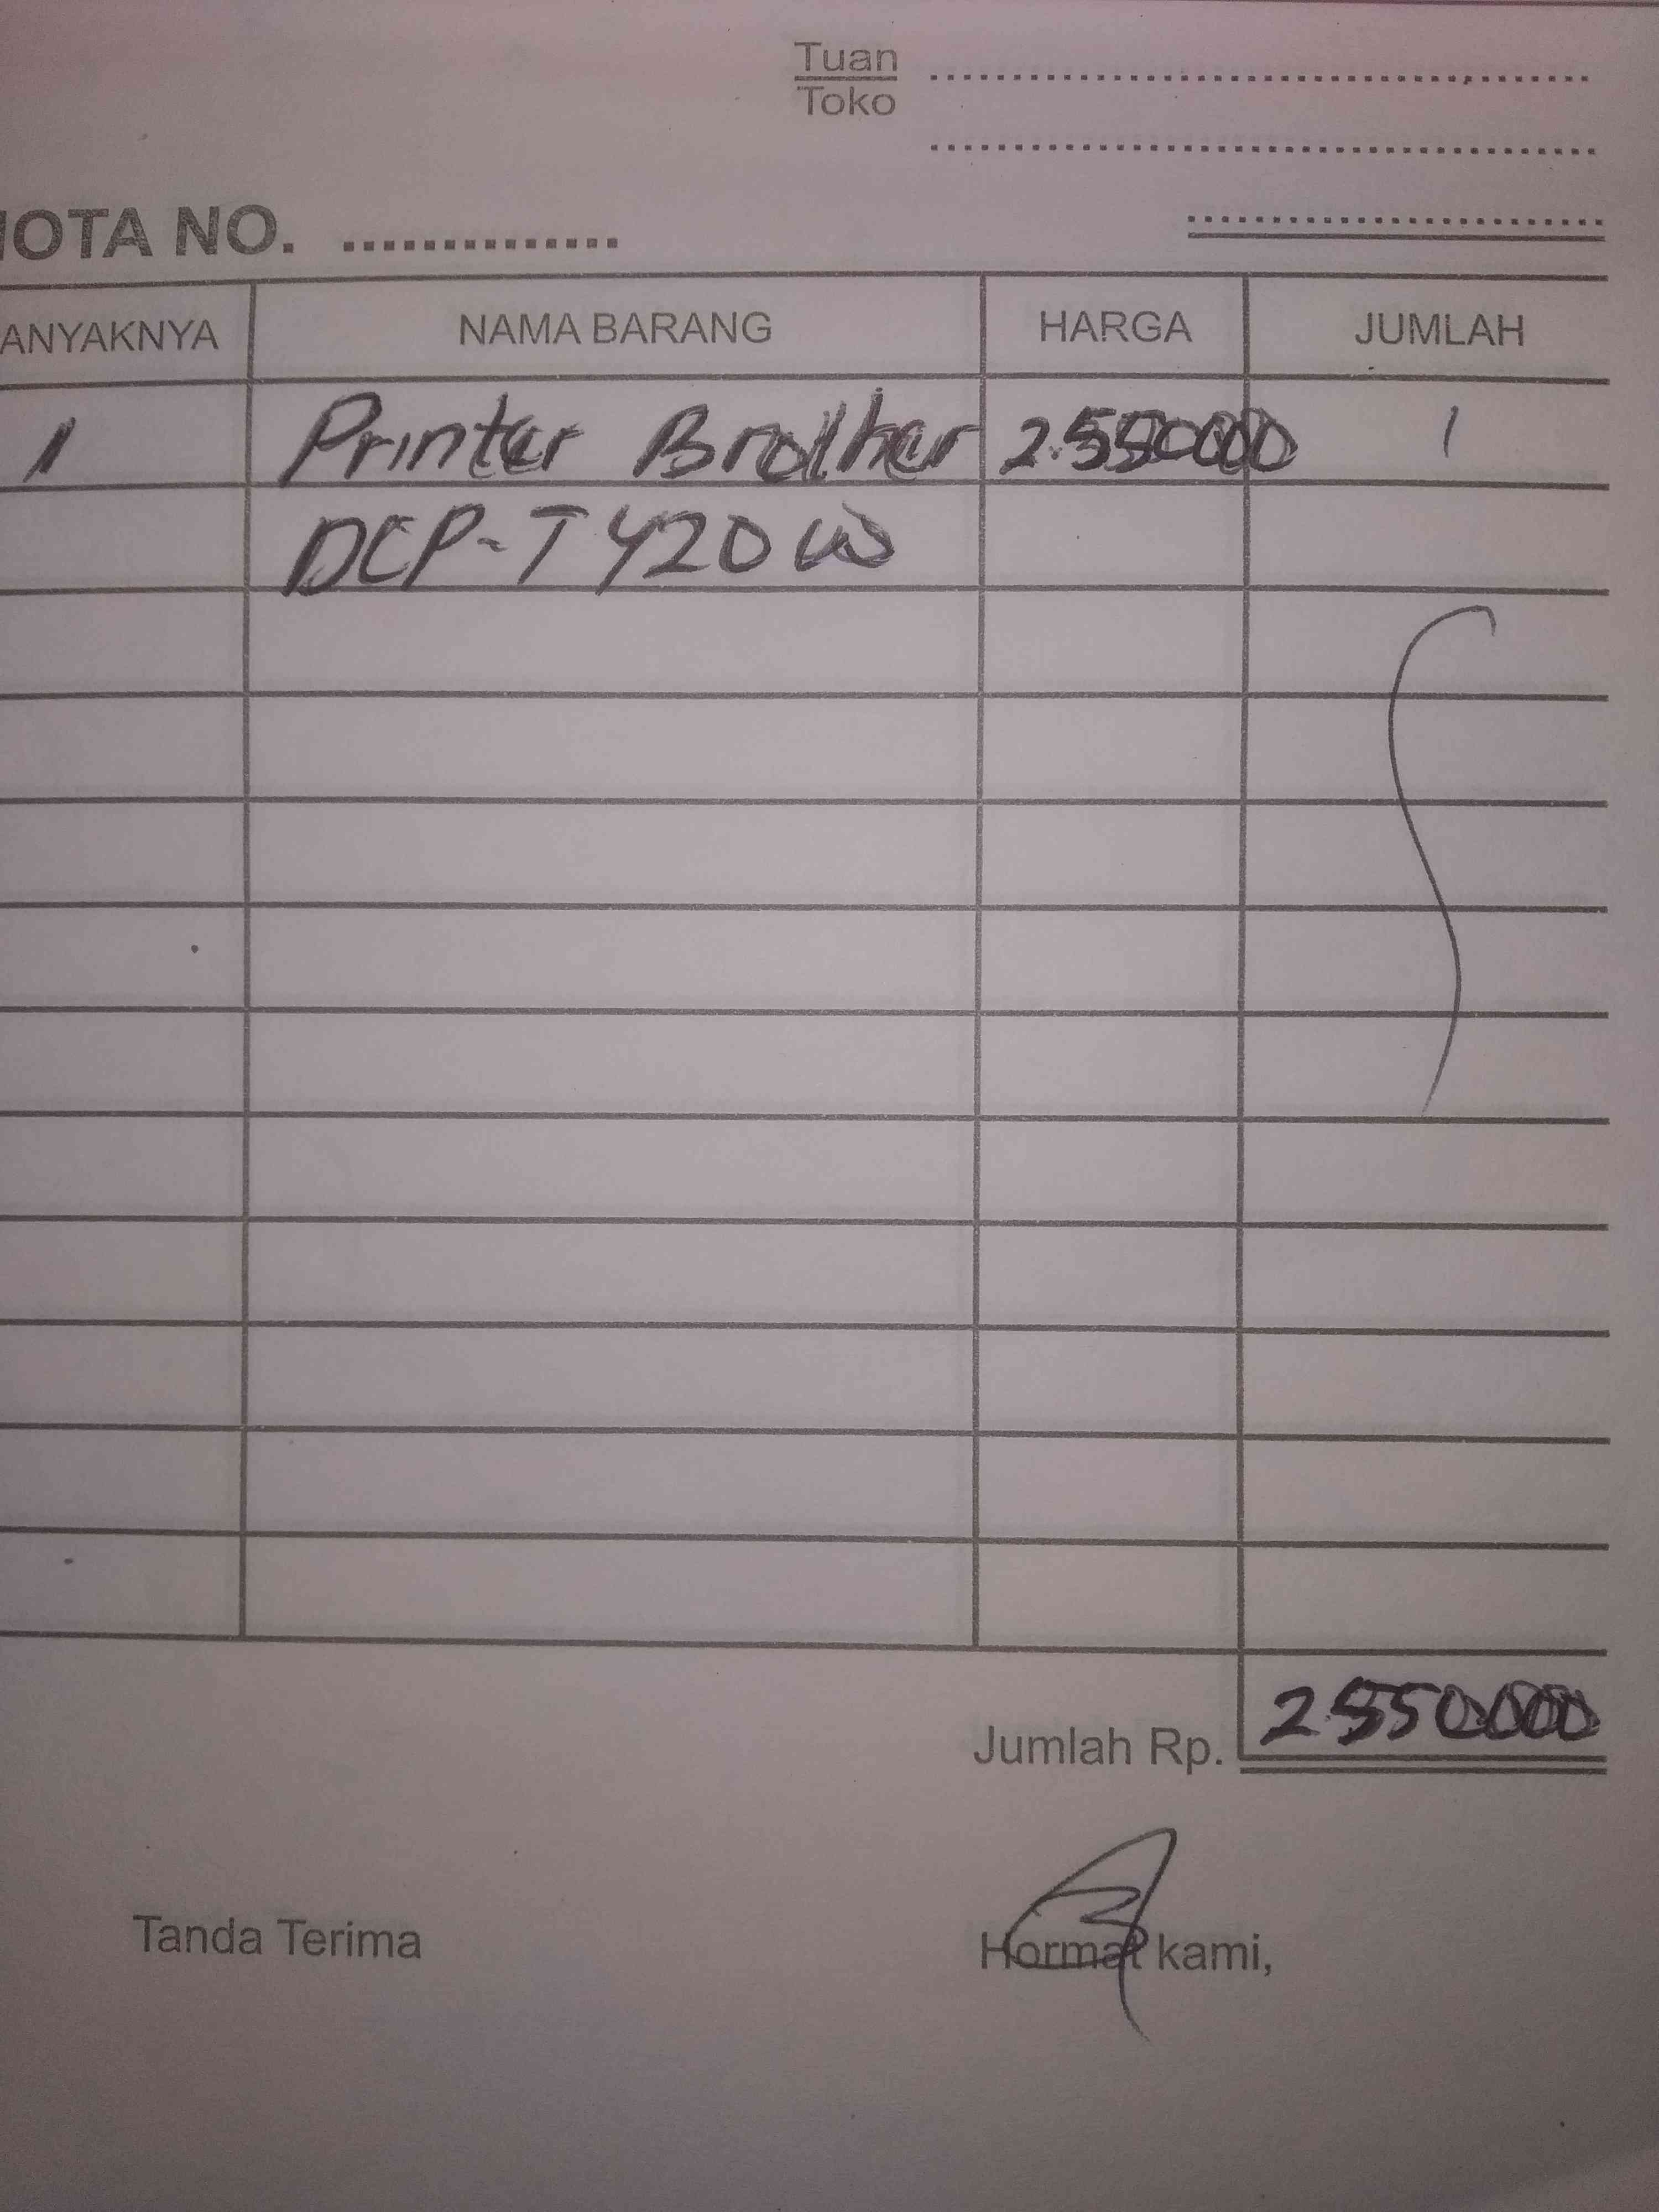 Tuan
Toko
OTA NO. ..............
ANYAKNYA NAMA BARANG HARGA JUMLAH
1 Printer Brother 2.550000 1
DCP-T420W
Jumlah Rp. 2.550000
Tanda Terima Hormat kami,